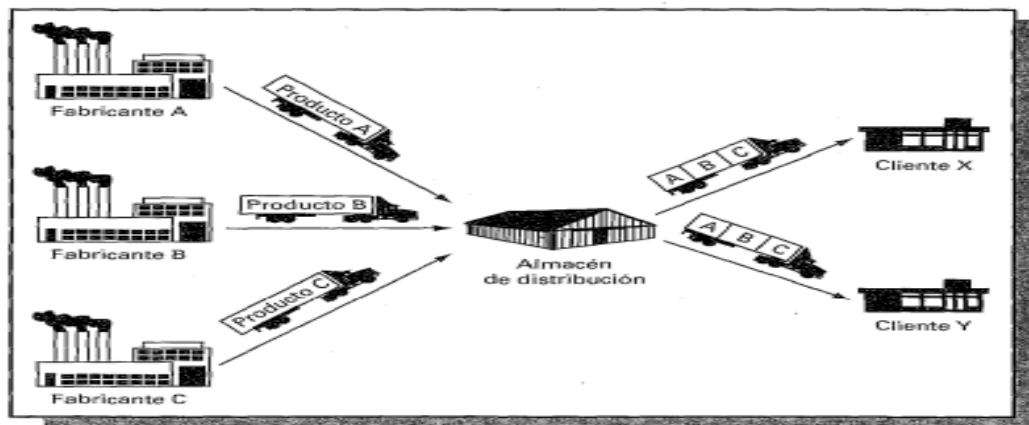 Fabricante A
Producto A
Fabricante B
Producto B
Fabricante C
Producto C
Almacén
de distribución
A B C
Cliente X
A B C
Cliente Y